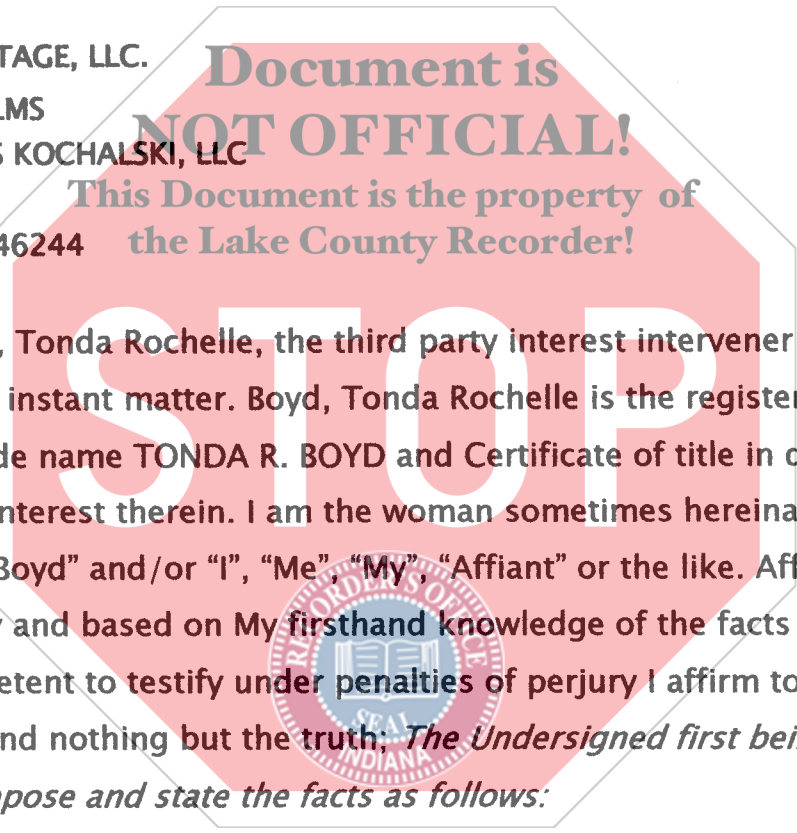 TAGE, LLC.
Document is
LMS
NOT OFFICIAL!
S KOCHALSKI, LLC
This Document is the property of
46244
the Lake County Recorder!
STOP
, Tonda Rochelle, the third party interest intervener
instant matter. Boyd, Tonda Rochelle is the register
de name TONDA R. BOYD and Certificate of title in
nterest therein. I am the woman sometimes hereina
Boyd" and/or "I", "Me", "My", "Affiant" or the like. Aff
y and based on My firsthand knowledge of the facts
etent to testify under penalties of perjury I affirm to
nd nothing but the truth; The Undersigned first bei
pose and state the facts as follows:
RECORDER'S OFFICE
SEAL
INDIANA